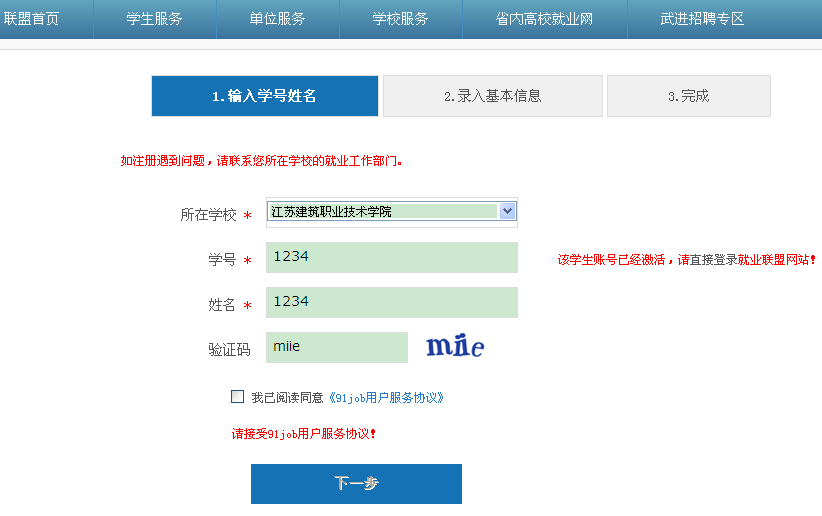 联盟首页 学生服务 单位服务 学校服务 省内高校就业网 武进招聘专区
1.输入学号姓名 2.录入基本信息 3.完成
如注册遇到问题，请联系您所在学校的就业工作部门。
所在学校 * 江苏建筑职业技术学院
学号 * 1234 该学生账号已经激活，请直接登录就业联盟网站！
姓名 * 1234
验证码 miie miie
我已阅读同意《91job用户服务协议》
请接受91job用户服务协议！
下一步